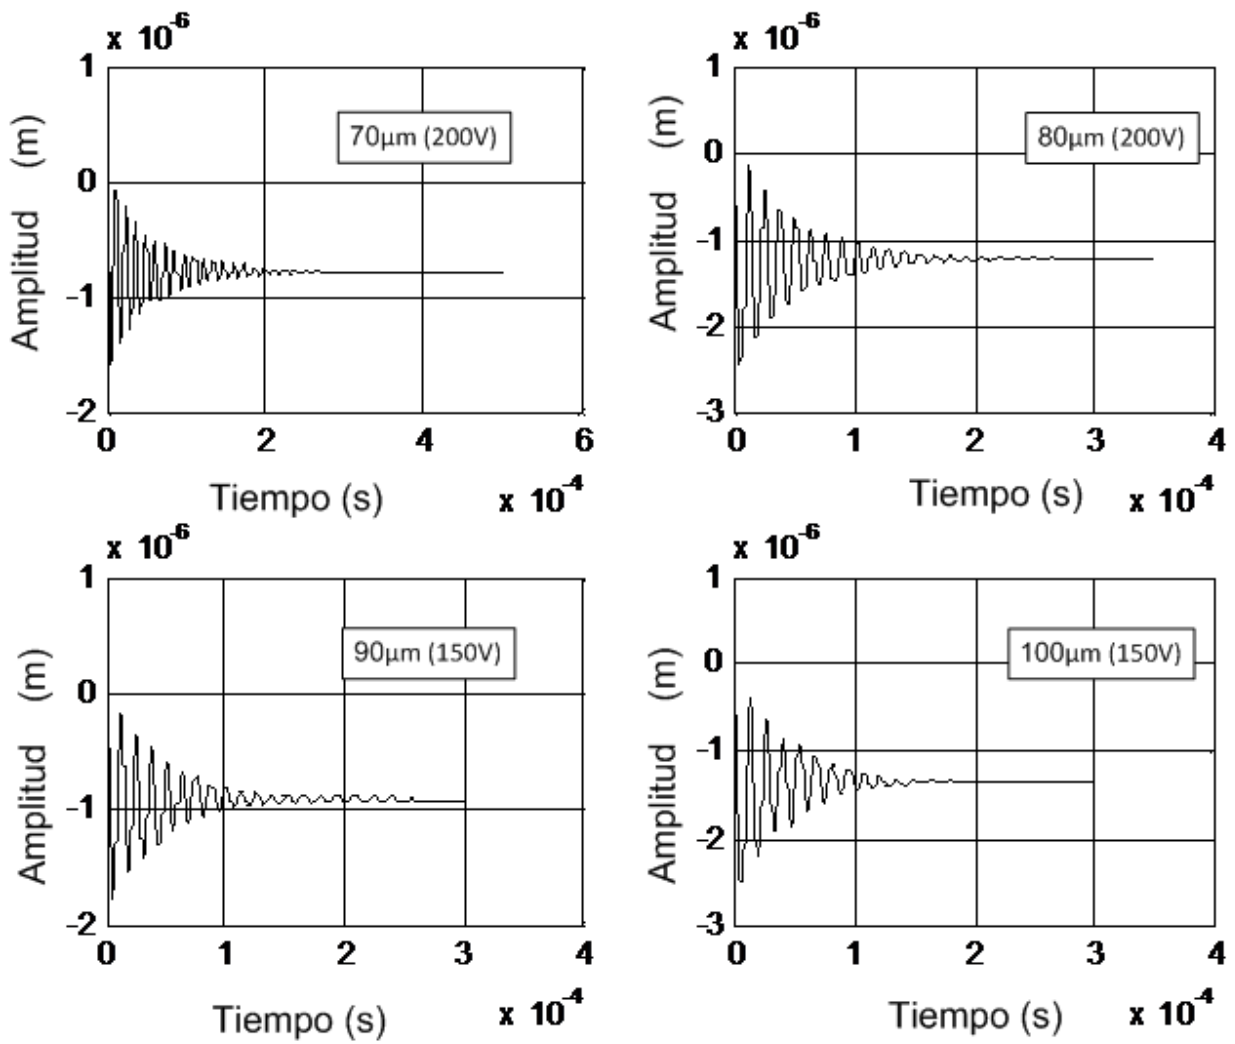 x 10⁻⁶
1
0
-1
-2
Amplitud (m)
70µm (200V)
0 2 4 6
Tiempo (s) x 10⁻⁴
x 10⁻⁶
1
0
-1
-2
-3
Amplitud (m)
80µm (200V)
0 1 2 3 4
Tiempo (s) x 10⁻⁴
x 10⁻⁶
1
0
-1
-2
Amplitud (m)
90µm (150V)
0 1 2 3 4
Tiempo (s) x 10⁻⁴
x 10⁻⁶
1
0
-1
-2
-3
Amplitud (m)
100µm (150V)
0 1 2 3 4
Tiempo (s) x 10⁻⁴